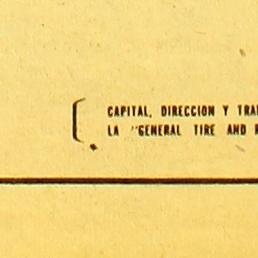 CAPITAL, DIRECCION Y
LA "GENERAL TIRE AND